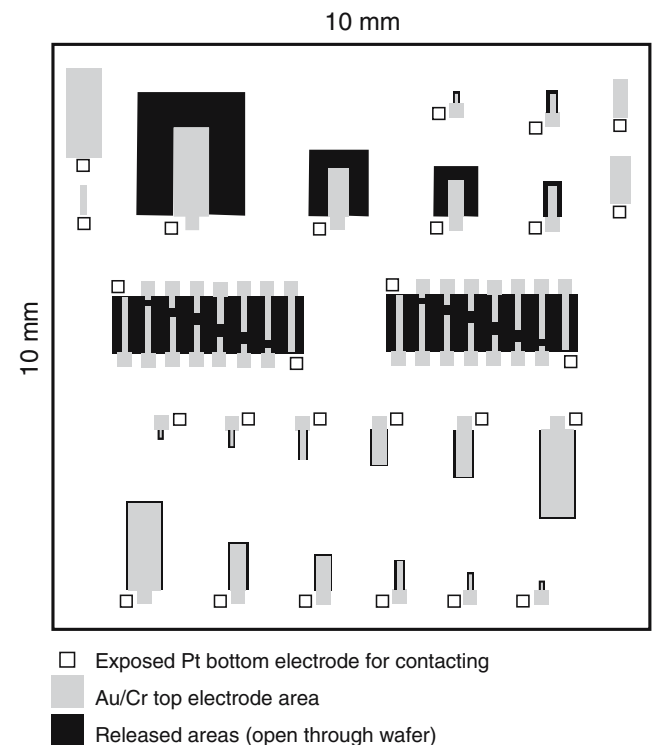 10 mm
10 mm
Exposed Pt bottom electrode for contacting
Au/Cr top electrode area
Released areas (open through wafer)